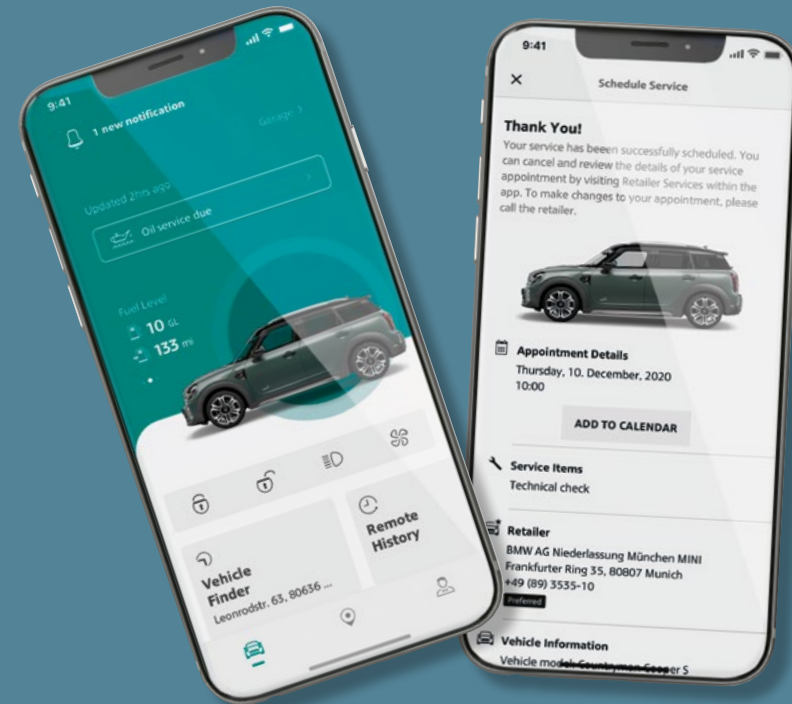 9:41
1 new notification
Garage
Updated 2hrs ago
Oil service due
Fuel Level
10 GL
133 mi
Vehicle
Finder
Leonrodstr. 63, 80636 ...
Remote
History
9:41
Schedule Service
Thank You!
Your service has been successfully scheduled. You
can cancel and review the details of your service
appointment by visiting Retailer Services within the
app. To make changes to your appointment, please
call the retailer.
Appointment Details
Thursday, 10. December, 2020
10:00
ADD TO CALENDAR
Service Items
Technical check
Retailer
BMW AG Niederlassung München MINI
Frankfurter Ring 35, 80807 Munich
+49 (89) 3535-10
Preferred
Vehicle Information
Vehicle model: Countryman Cooper S